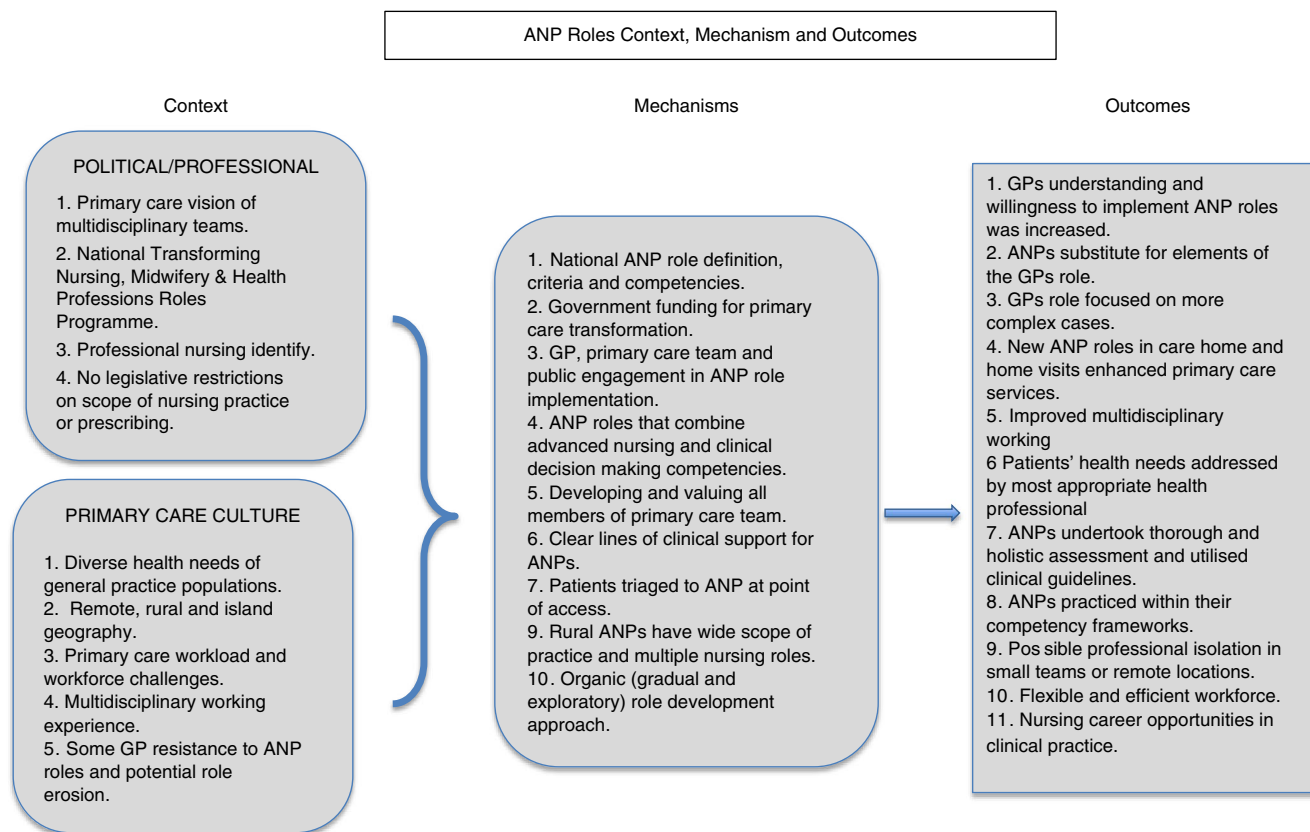 ANP Roles Context, Mechanism and Outcomes
Context
POLITICAL/PROFESSIONAL
1. Primary care vision of
multidisciplinary teams.
2. National Transforming
Nursing, Midwifery & Health
Professions Roles
Programme.
3. Professional nursing identify.
4. No legislative restrictions
on scope of nursing practice
or prescribing.
PRIMARY CARE CULTURE
1. Diverse health needs of
general practice populations.
2. Remote, rural and island
geography.
3. Primary care workload and
workforce challenges.
4. Multidisciplinary working
experience.
5. Some GP resistance to ANP
roles and potential role
erosion.
Mechanisms
1. National ANP role definition,
criteria and competencies.
2. Government funding for primary
care transformation.
3. GP, primary care team and
public engagement in ANP role
implementation.
4. ANP roles that combine
advanced nursing and clinical
decision making competencies.
5. Developing and valuing all
members of primary care team.
6. Clear lines of clinical support for
ANPs.
7. Patients triaged to ANP at point
of access.
9. Rural ANPs have wide scope of
practice and multiple nursing roles.
10. Organic (gradual and
exploratory) role development
approach.
Outcomes
1. GPs understanding and
willingness to implement ANP roles
was increased.
2. ANPs substitute for elements of
the GPs role.
3. GPs role focused on more
complex cases.
4. New ANP roles in care home and
home visits enhanced primary care
services.
5. Improved multidisciplinary
working
6 Patients' health needs addressed
by most appropriate health
professional
7. ANPs undertook thorough and
holistic assessment and utilised
clinical guidelines.
8. ANPs practiced within their
competency frameworks.
9. Pos sible professional isolation in
small teams or remote locations.
10. Flexible and efficient workforce.
11. Nursing career opportunities in
clinical practice.